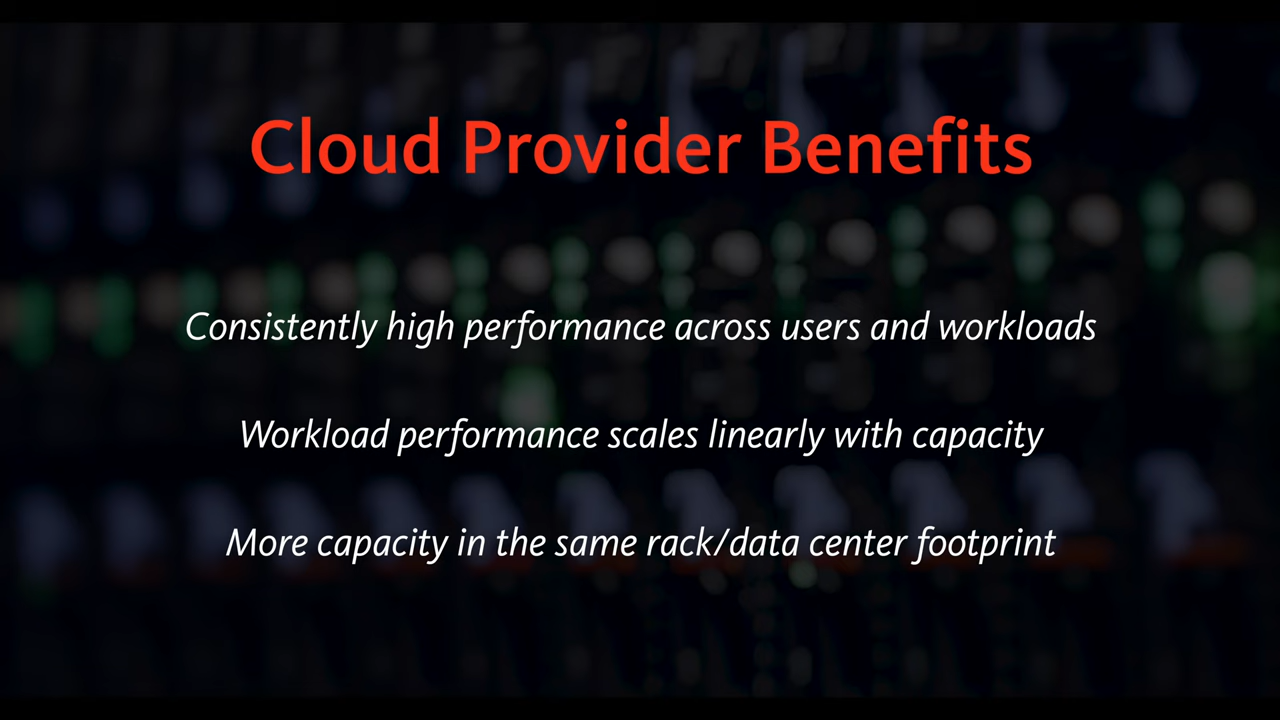 Cloud Provider Benefits
Consistently high performance across users and workloads
Workload performance scales linearly with capacity
More capacity in the same rack/data center footprint